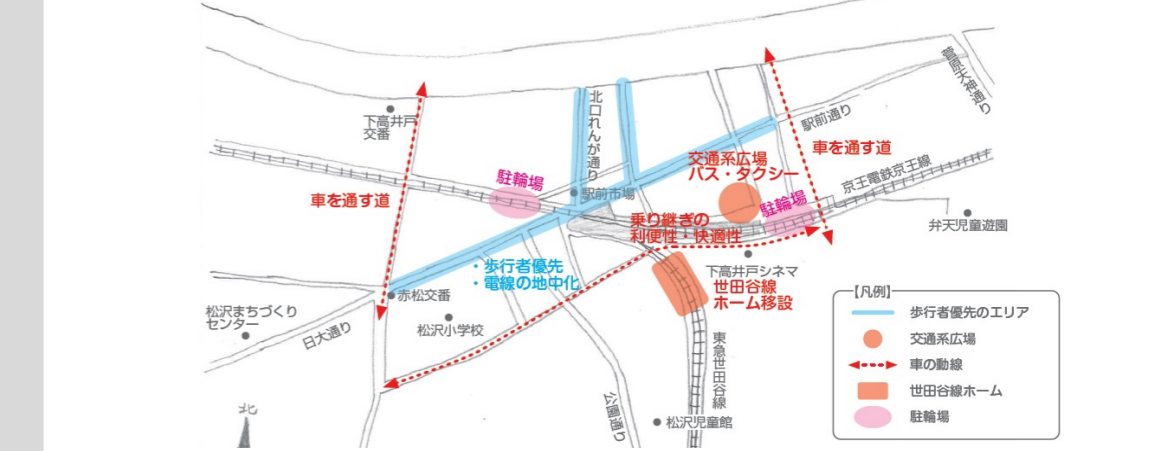 菅原天神通り
北口れんが通り
下高井戸
交番
駅前通り
車を通す道
交通系広場
バス・タクシー
京王電鉄京王線
駐輪場
車を通す道
駅前市場
駐輪場
乗り継ぎの
利便性・快適性
弁天児童遊園
・歩行者優先
・電線の地中化
下高井戸シネマ
世田谷線
ホーム移設
赤松交番
松沢まちづくり
センター
日大通り
松沢小学校
東急世田谷線
公園通り
松沢児童館
北
【凡例】
歩行者優先のエリア
交通系広場
車の動線
世田谷線ホーム
駐輪場